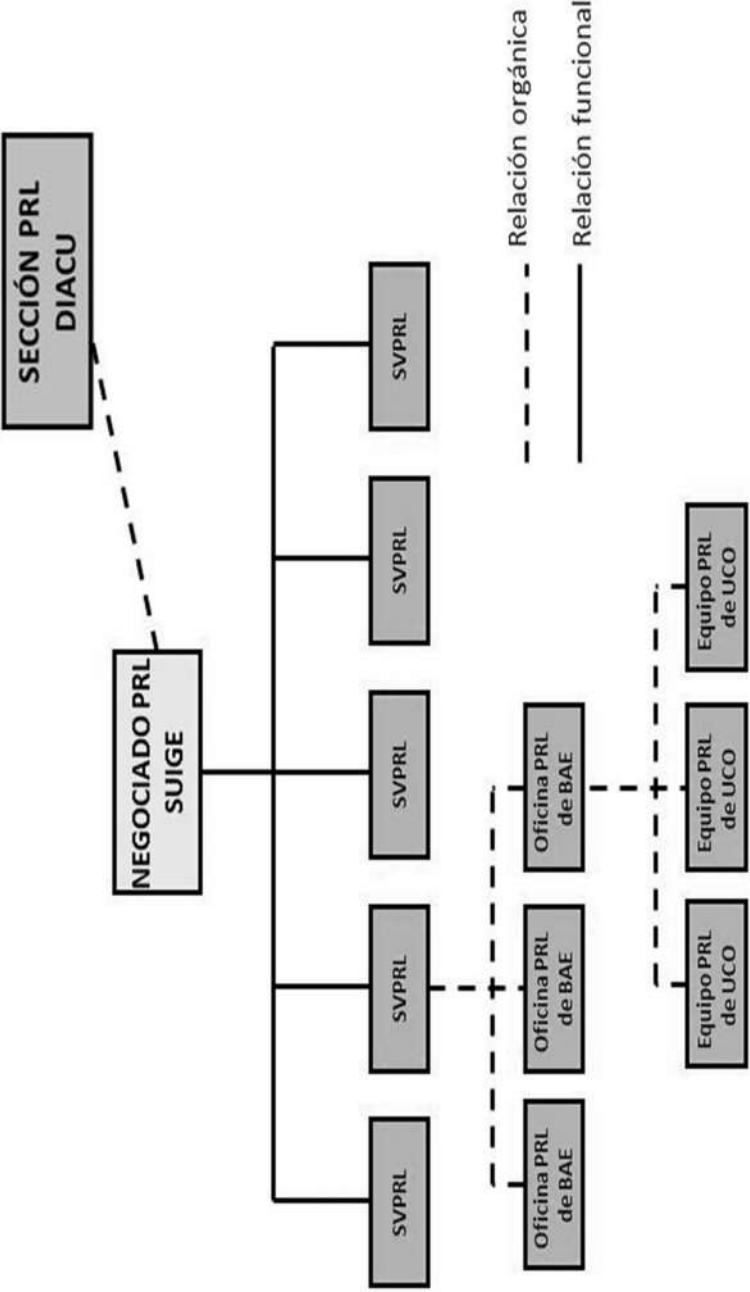 SECCIÓN PRL
DIACU
NEGOCIADO PRL
SUIGE
SVPRL
SVPRL
SVPRL
SVPRL
SVPRL
Oficina PRL
de BAE
Oficina PRL
de BAE
Oficina PRL
de BAE
Equipo PRL
de UCO
Equipo PRL
de UCO
Equipo PRL
de UCO
Relación orgánica
Relación funcional